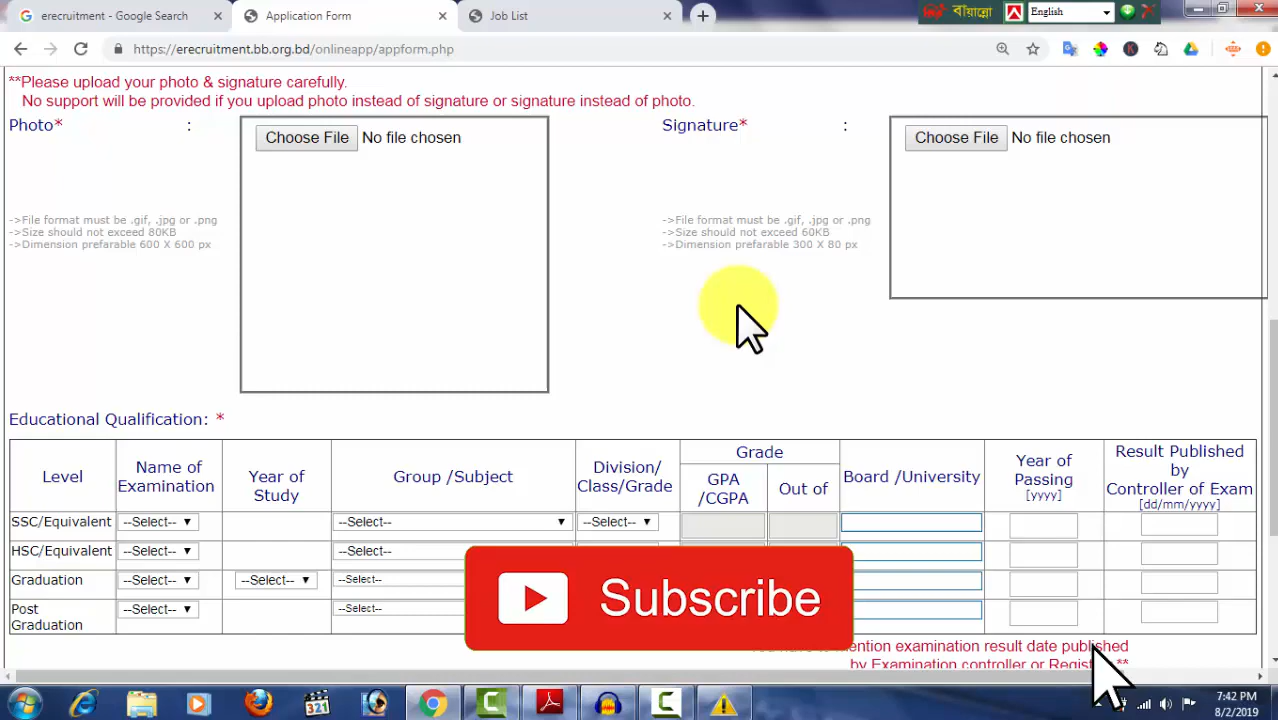 erecruitment - Google Search
Application Form
Job List
বায়ান্নো
English
https://erecruitment.bb.org.bd/onlineapp/appform.php
**Please upload your photo & signature carefully.
No support will be provided if you upload photo instead of signature or signature instead of photo.
Photo* :
Choose File No file chosen
Signature* :
Choose File No file chosen
->File format must be .gif, .jpg or .png
->Size should not exceed 80KB
->Dimension prefarable 600 X 600 px
->File format must be .gif, .jpg or .png
->Size should not exceed 60KB
->Dimension prefarable 300 X 80 px
Educational Qualification: *
Level
Name of
Examination
Year of
Study
Group /Subject
Division/
Class/Grade
Grade
GPA
/CGPA
Out of
Board /University
Year of
Passing
[yyyy]
Result Published
by
Controller of Exam
[dd/mm/yyyy]
SSC/Equivalent --Select-- --Select-- --Select--
HSC/Equivalent --Select-- --Select--
Graduation --Select-- --Select-- --Select--
Post
Graduation
--Select-- --Select--
Subscribe
mention examination result date published
by Examination controller or **
321
7:42 PM
8/2/2019